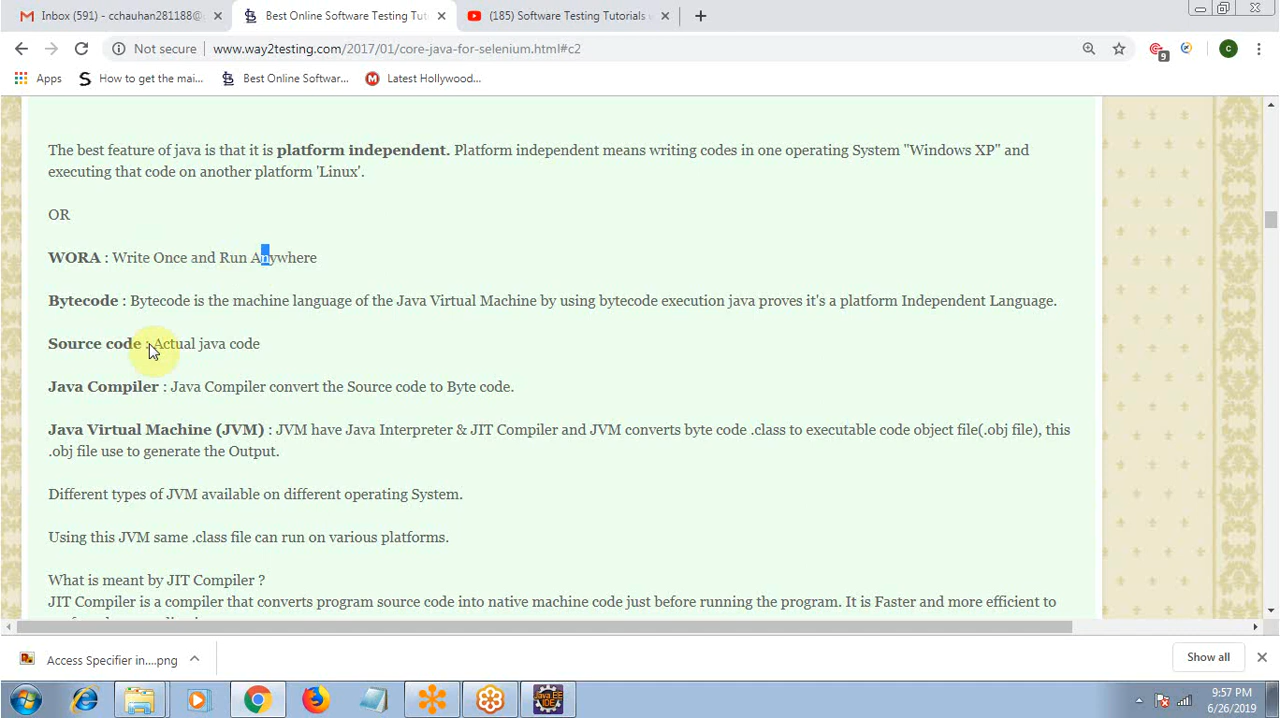 Inbox (591) - cchauhan281188@g
Best Online Software Testing Tut
(185) Software Testing Tutorials
Not secure
www.way2testing.com/2017/01/core-java-for-selenium.html#c2
9
C
Apps
How to get the mai...
Best Online Softwar...
Latest Hollywood...
The best feature of java is that it is platform independent. Platform independent means writing codes in one operating System "Windows XP" and
executing that code on another platform 'Linux'.
OR
WORA : Write Once and Run Anywhere
Bytecode : Bytecode is the machine language of the Java Virtual Machine by using bytecode execution java proves it's a platform Independent Language.
Source code : Actual java code
Java Compiler : Java Compiler convert the Source code to Byte code.
Java Virtual Machine (JVM) : JVM have Java Interpreter & JIT Compiler and JVM converts byte code .class to executable code object file(.obj file), this
.obj file use to generate the Output.
Different types of JVM available on different operating System.
Using this JVM same .class file can run on various platforms.
What is meant by JIT Compiler ?
JIT Compiler is a compiler that converts program source code into native machine code just before running the program. It is Faster and more efficient to
Access Specifier in....png
Show all
Java EE
IDE
9:57 PM
6/26/2019